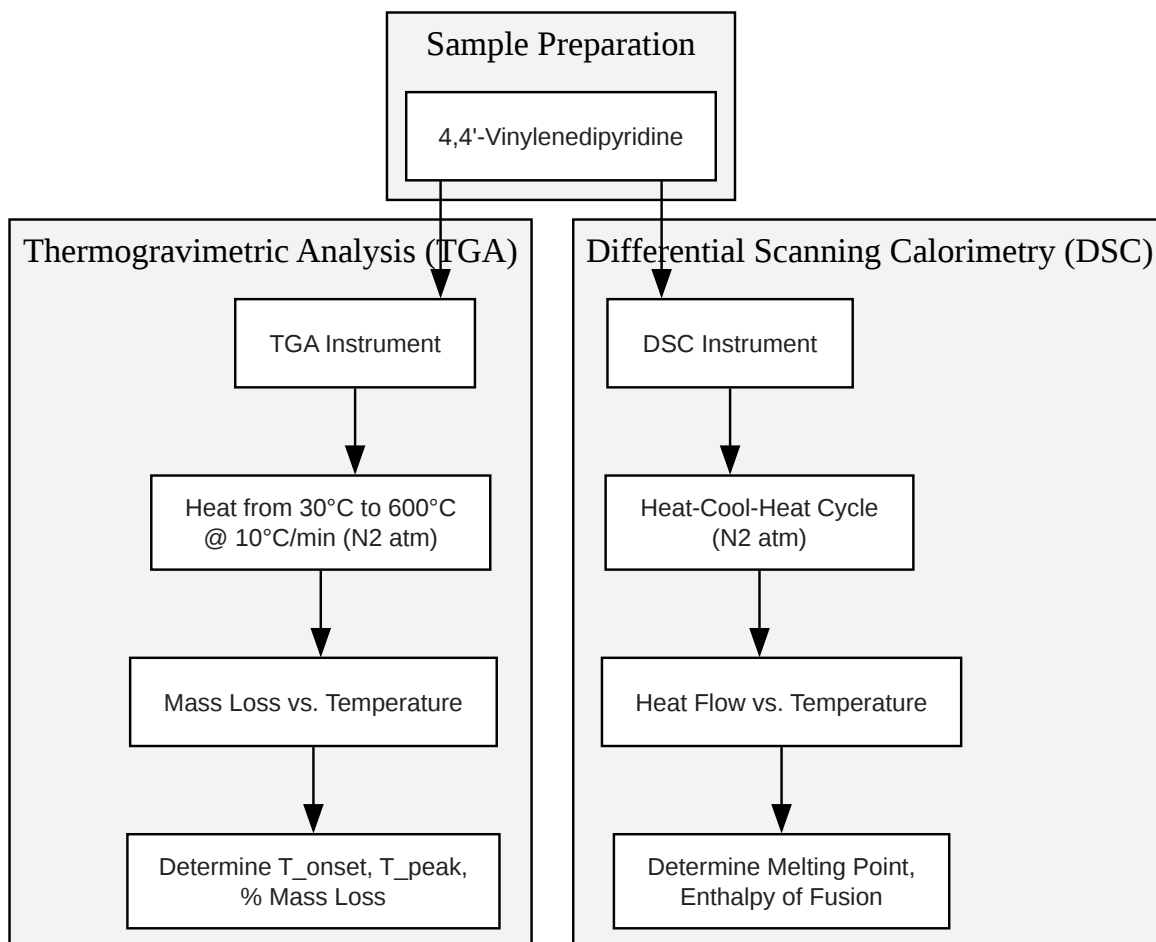 Sample Preparation
4,4'-Vinylenedipyridine
Thermogravimetric Analysis (TGA)
TGA Instrument
Heat from 30°C to 600°C
@ 10°C/min (N2 atm)
Mass Loss vs. Temperature
Determine T_onset, T_peak,
% Mass Loss
Differential Scanning Calorimetry (DSC)
DSC Instrument
Heat-Cool-Heat Cycle
(N2 atm)
Heat Flow vs. Temperature
Determine Melting Point,
Enthalpy of Fusion